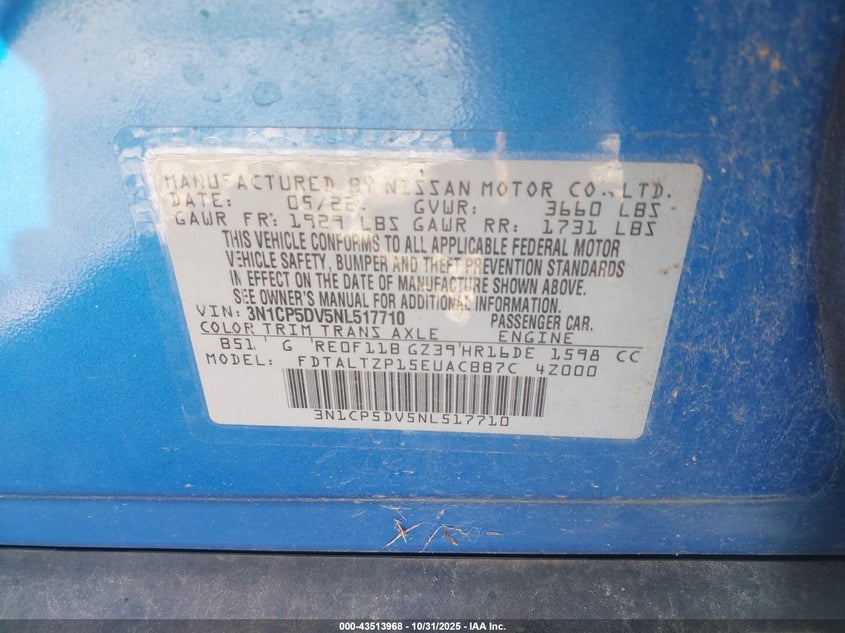 MANUFACTURED BY NISSAN MOTOR CO., LTD.
DATE: 05/22 GVWR: 3660 LBS
GAWR FR: 1929 LBS GAWR RR: 1731 LBS
THIS VEHICLE CONFORMS TO ALL APPLICABLE FEDERAL MOTOR
VEHICLE SAFETY, BUMPER AND THEFT PREVENTION STANDARDS
IN EFFECT ON THE DATE OF MANUFACTURE SHOWN ABOVE.
SEE OWNER'S MANUAL FOR ADDITIONAL INFORMATION.
VIN: 3N1CP5DV5NL517710 PASSENGER CAR.
COLOR TRIM TRANS AXLE ENGINE
B51 G RE0F11B GZ39 HR16DE 1598 CC
MODEL: FDTALTZP15EUACBB7C 4Z000
3N1CP5DV5NL517710
000-43513968 - 10/31/2025 - IAA Inc.